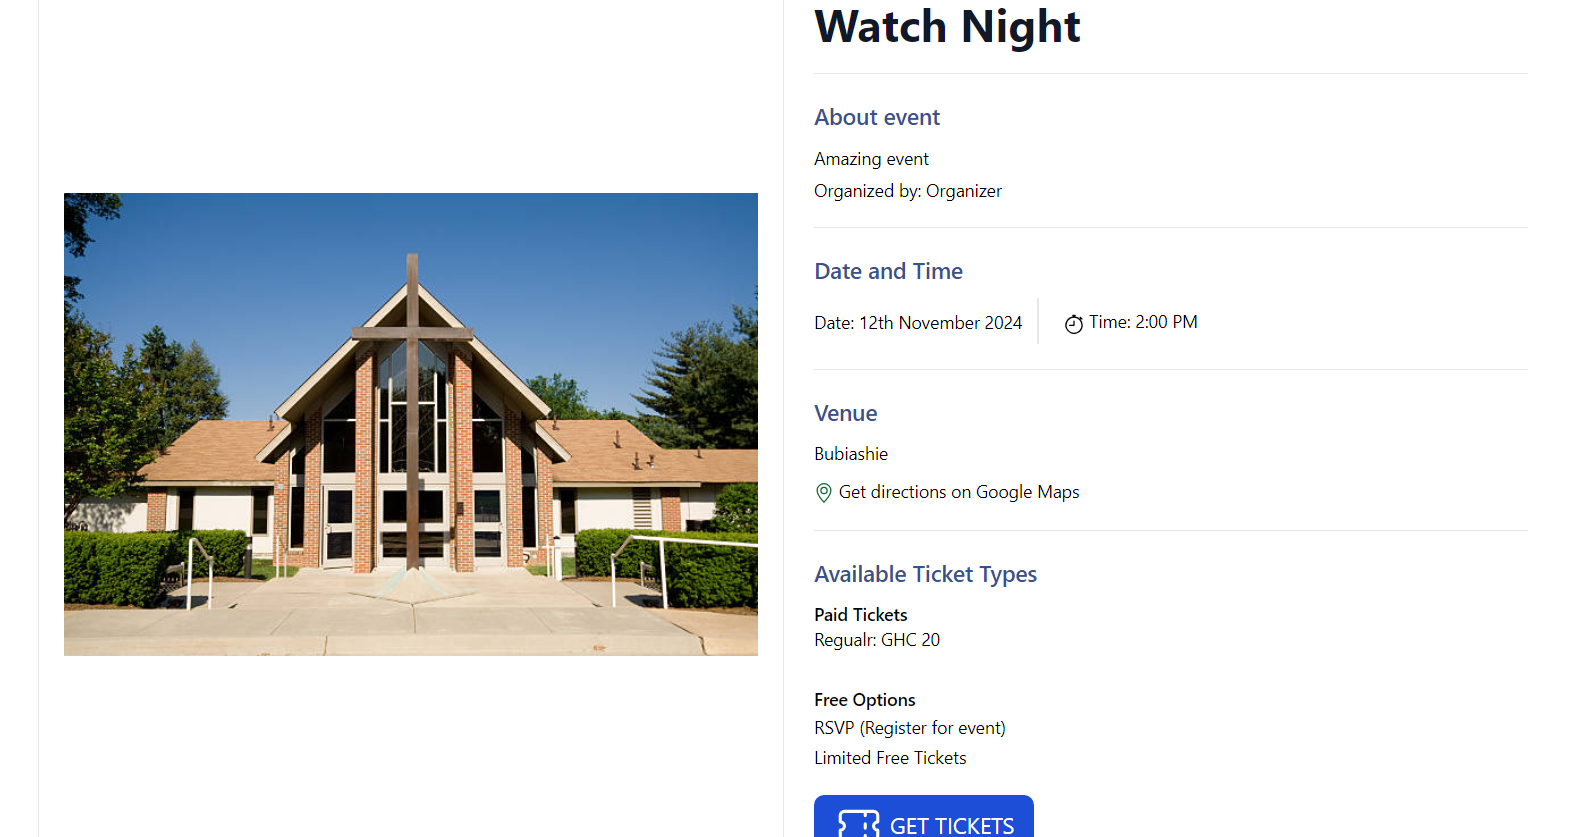 Watch Night
About event
Amazing event
Organized by: Organizer
Date and Time
Date: 12th November 2024
Time: 2:00 PM
Venue
Bubiashie
Get directions on Google Maps
Available Ticket Types
Paid Tickets
Regualr: GHC 20
Free Options
RSVP (Register for event)
Limited Free Tickets
GET TICKETS